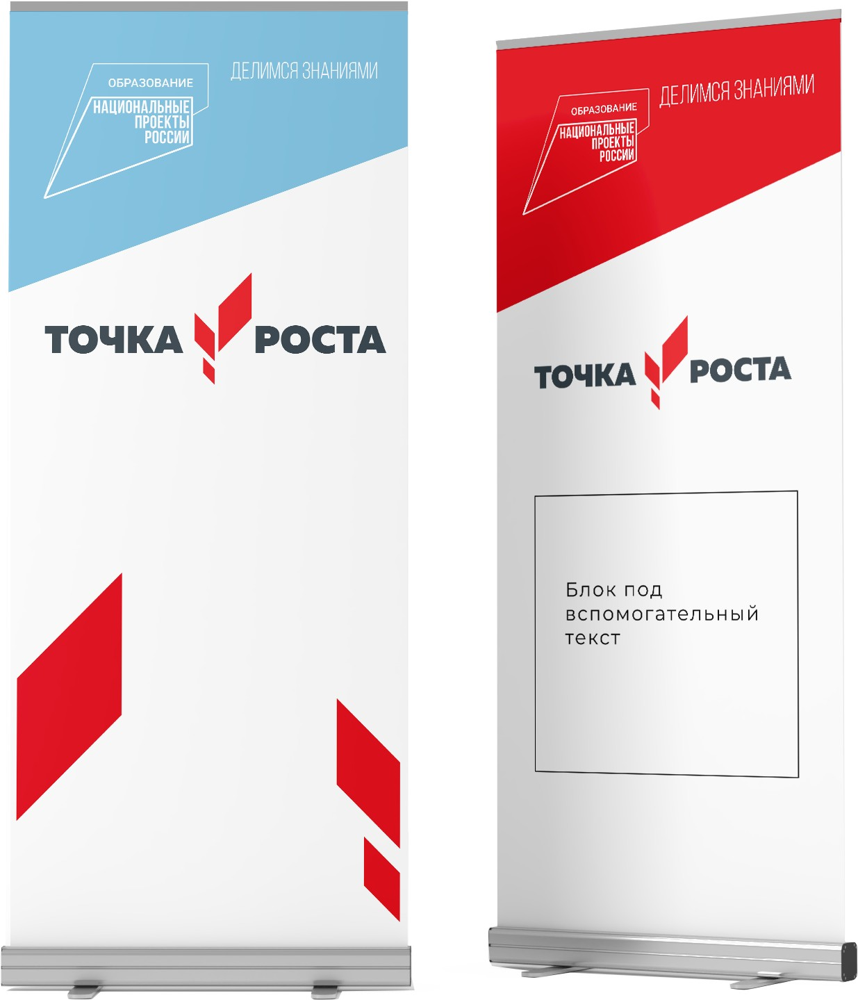 ОБРАЗОВАНИЕ
НАЦИОНАЛЬНЫЕ
ПРОЕКТЫ
РОССИИ
ДЕЛИМСЯ ЗНАНИЯМИ
ТОЧКА РОСТА
ОБРАЗОВАНИЕ
НАЦИОНАЛЬНЫЕ
ПРОЕКТЫ
РОССИИ
ДЕЛИМСЯ ЗНАНИЯМИ
ТОЧКА РОСТА
Блок под
вспомогательный
текст